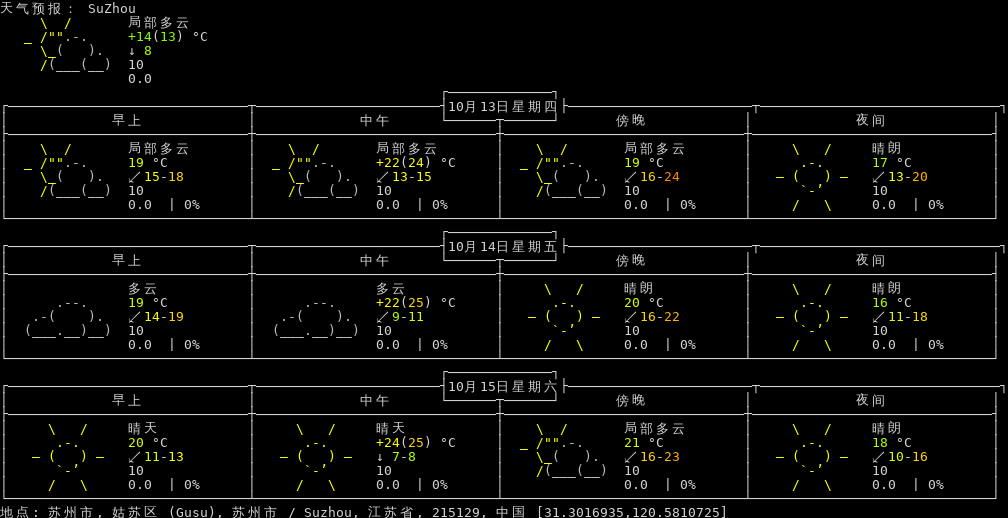 天气预报： SuZhou
局部多云
+14(13) °C
↓ 8
10
0.0
10月13日星期四
早上 中午 傍晚 夜间
局部多云 局部多云 局部多云 晴朗
19 °C +22(24) °C 19 °C 17 °C
↙15-18 ↙13-15 ↙16-24 ↙13-20
10 10 10 10
0.0 | 0% 0.0 | 0% 0.0 | 0% 0.0 | 0%
10月14日星期五
早上 中午 傍晚 夜间
多云 多云 晴朗 晴朗
19 °C +22(25) °C 20 °C 16 °C
↙14-19 ↙9-11 ↙16-22 ↙11-18
10 10 10 10
0.0 | 0% 0.0 | 0% 0.0 | 0% 0.0 | 0%
10月15日星期六
早上 中午 傍晚 夜间
晴天 晴天 局部多云 晴朗
20 °C +24(25) °C 21 °C 18 °C
↙11-13 ↓ 7-8 ↙16-23 ↙10-16
10 10 10 10
0.0 | 0% 0.0 | 0% 0.0 | 0% 0.0 | 0%
地点: 苏州市, 姑苏区 (Gusu), 苏州市 / Suzhou, 江苏省, 215129, 中国 [31.3016935,120.5810725]